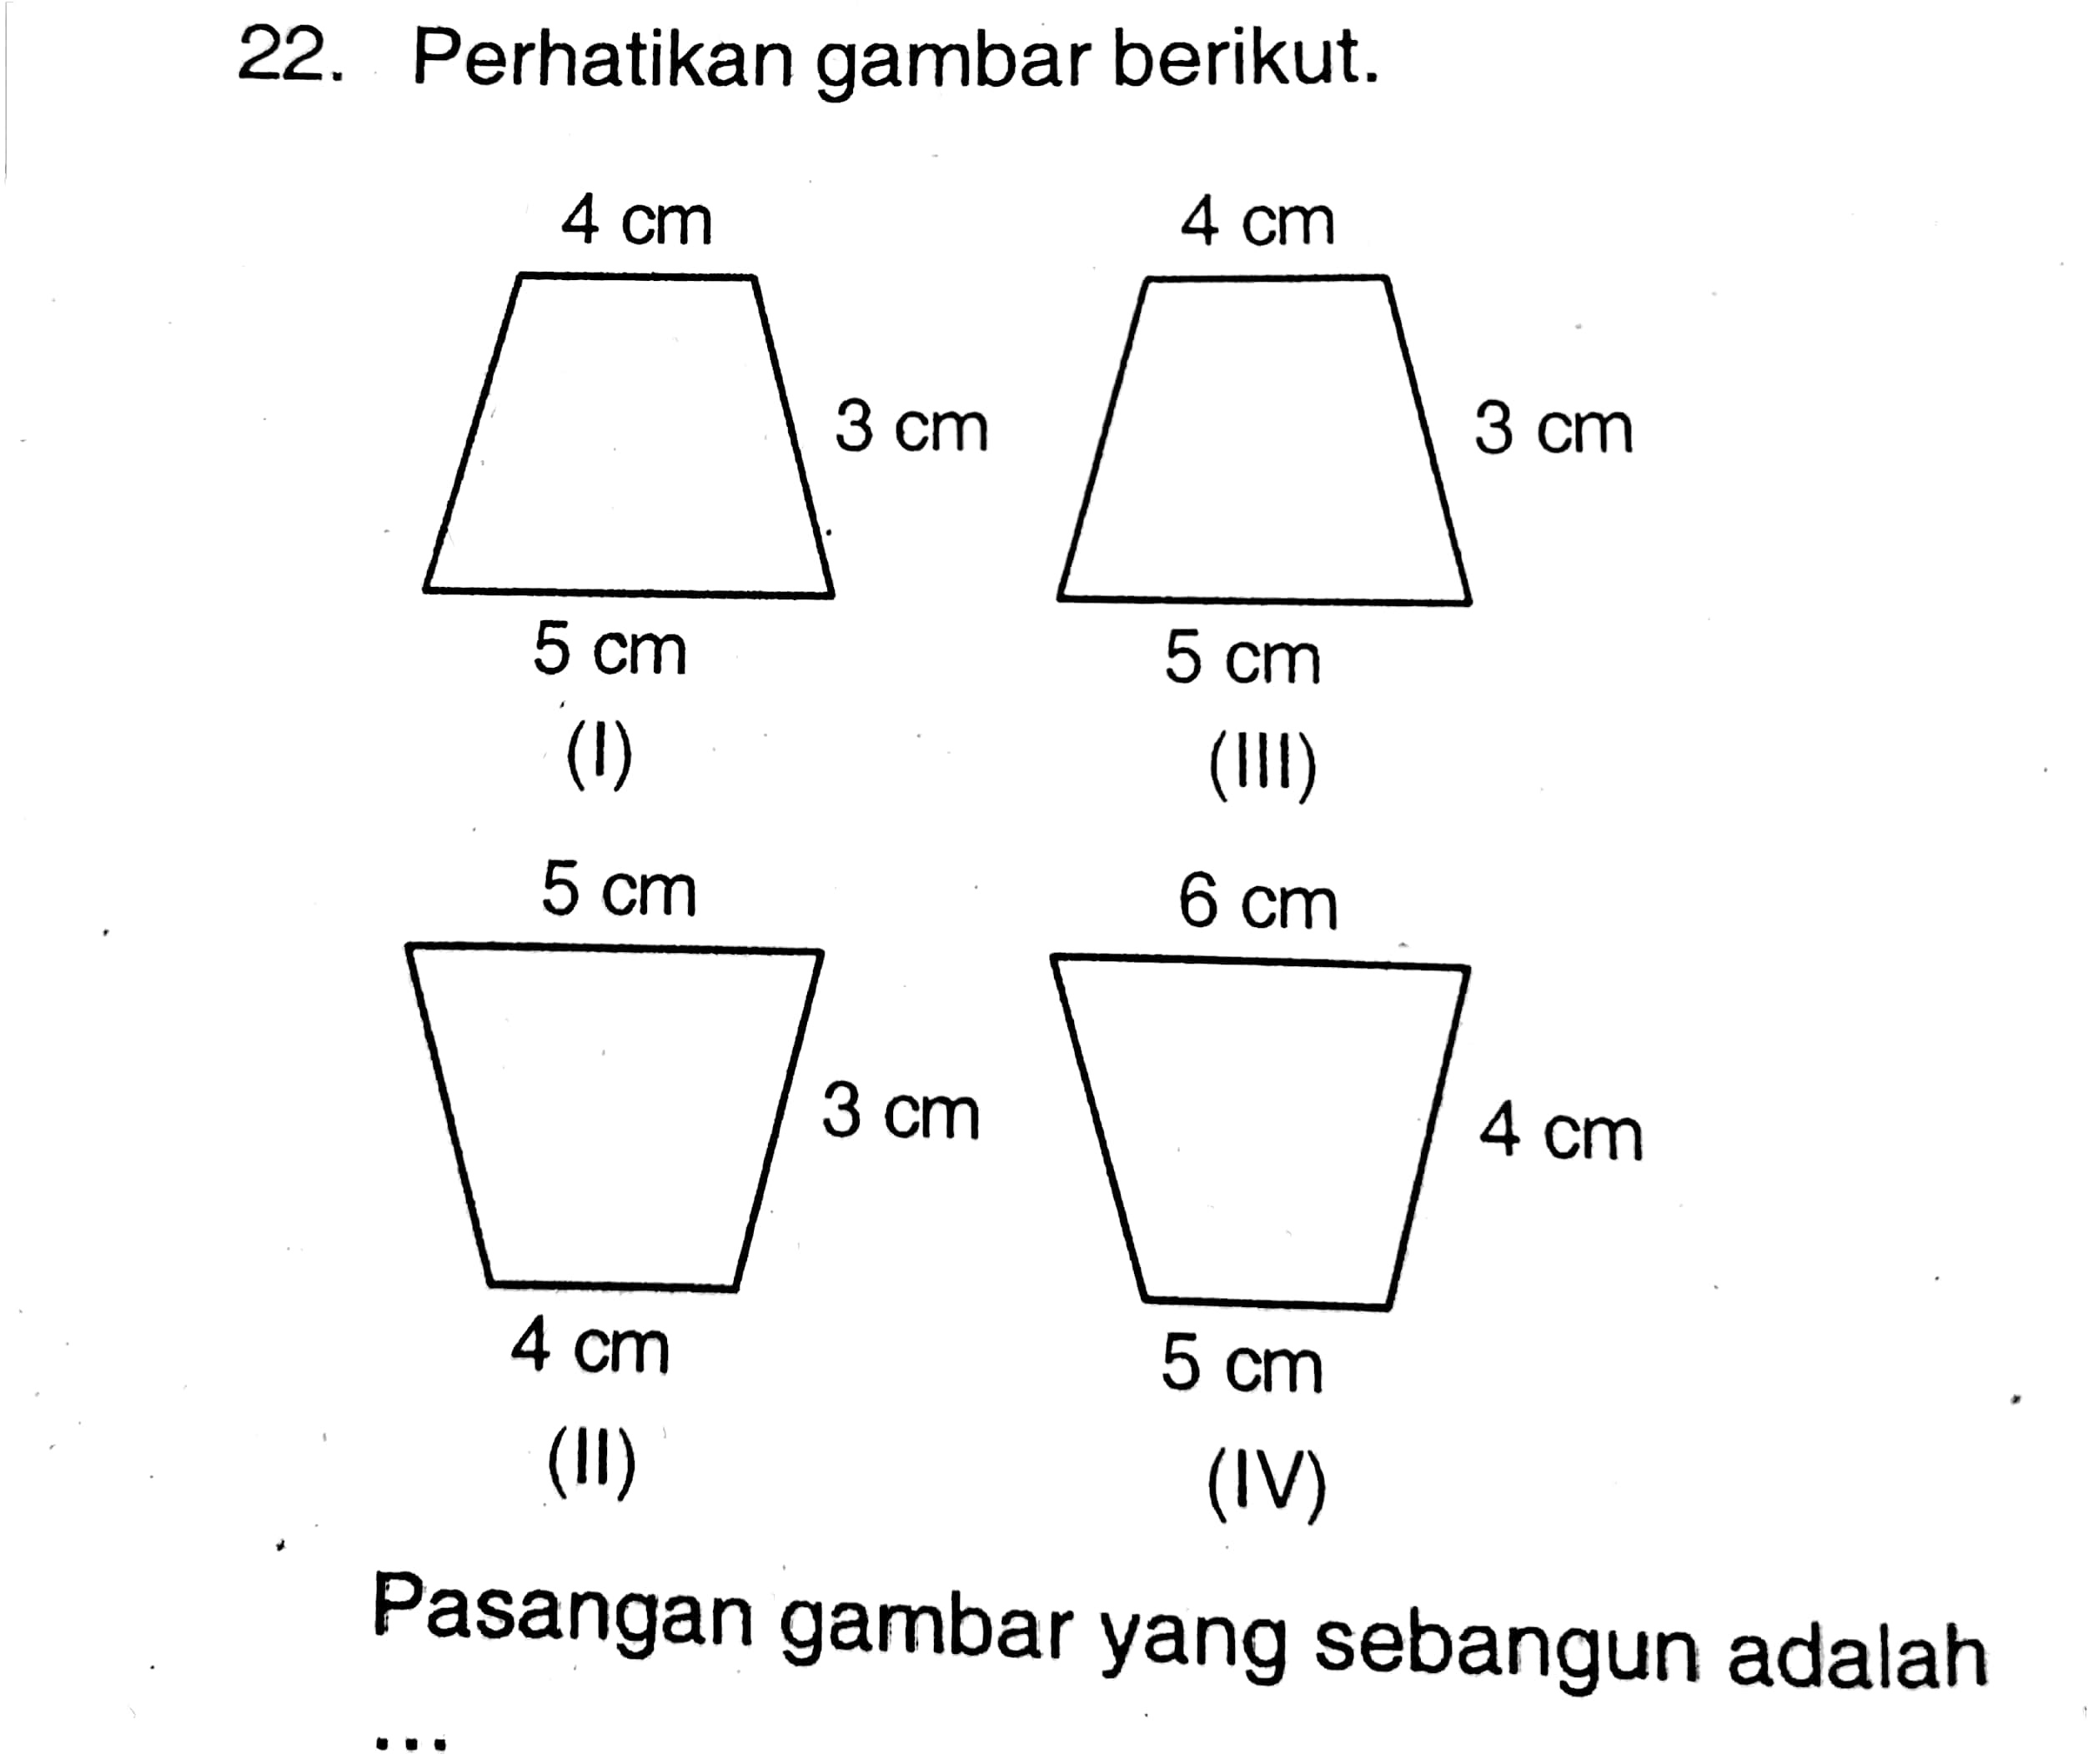 22. Perhatikan gambar berikut.
4 cm
4 cm
3 cm
3 cm
5 cm
5 cm
(I)
(III)
5 cm
6 cm
3 cm
4 cm
4 cm
5 cm
(II)
(IV)
Pasangan gambar yang sebangun adalah
...